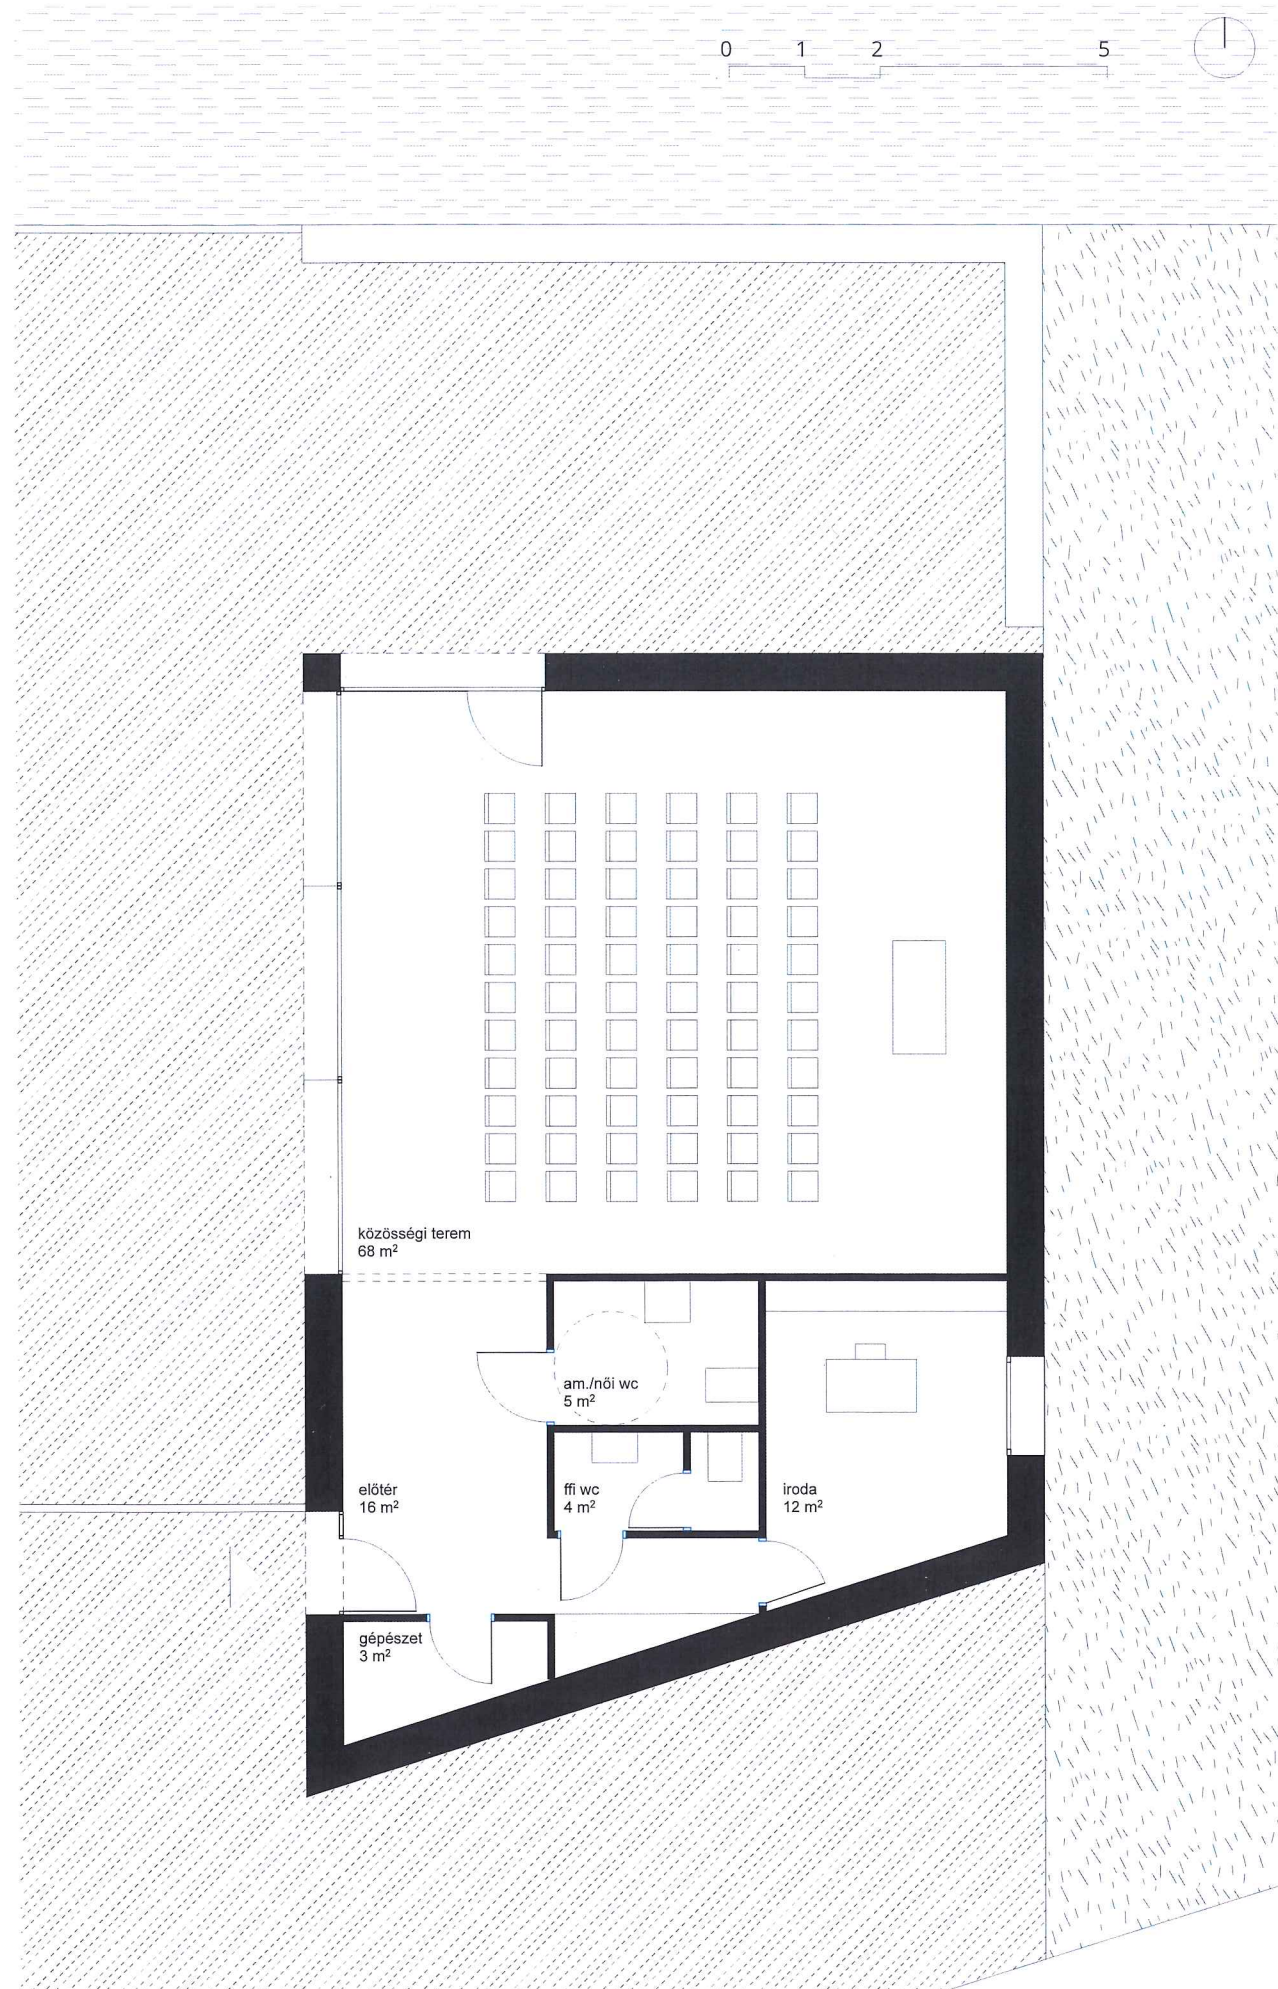 0 1 2 5
közösségi terem
68 m²
am./női wc
5 m²
előtér
16 m²
ffi wc
4 m²
iroda
12 m²
gépészet
3 m²